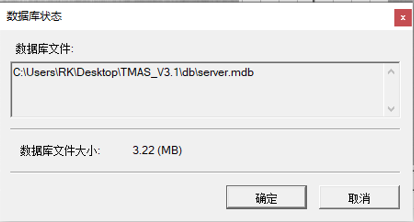 数据库状态
数据库文件:
C:\Users\RK\Desktop\TMAS_V3.1\db\server.mdb
数据库文件大小: 3.22 (MB)
确定 取消